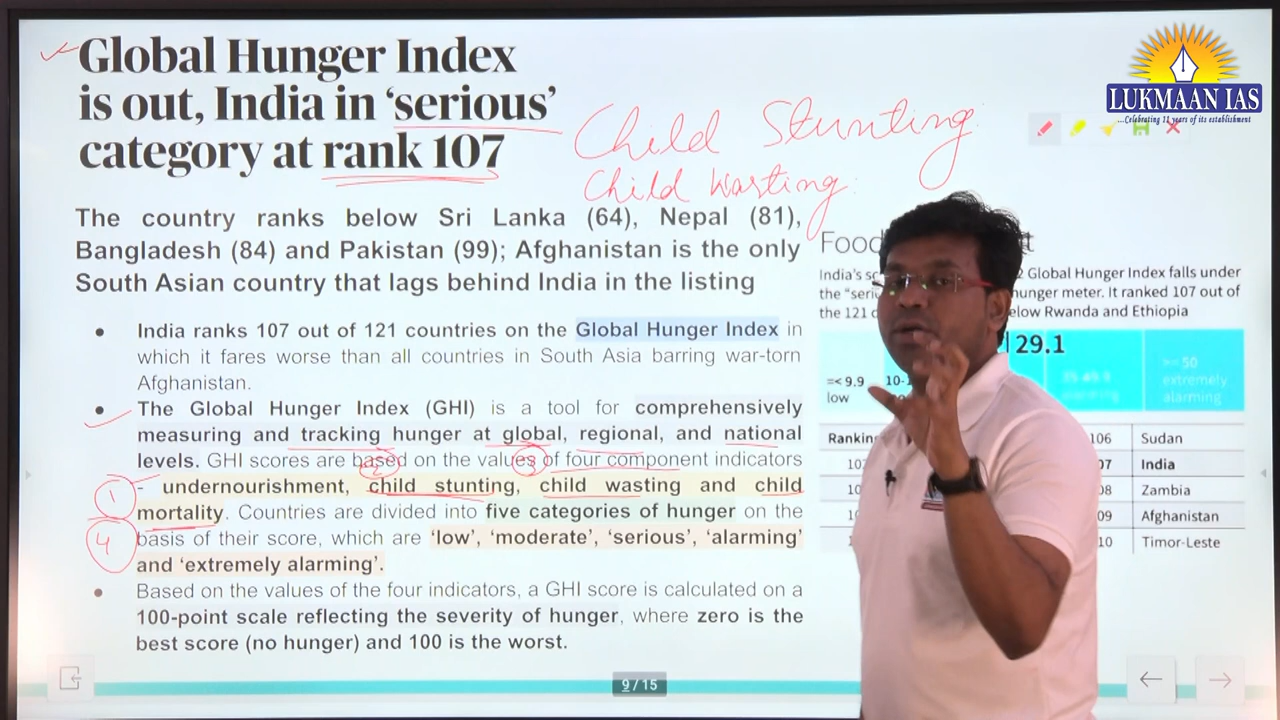 Global Hunger Index
is out, India in ‘serious’
category at rank 107
Child Stunting
Child Wasting
LUKMAAN IAS
...Celebrating 11 years of its establishment
The country ranks below Sri Lanka (64), Nepal (81),
Bangladesh (84) and Pakistan (99); Afghanistan is the only
South Asian country that lags behind India in the listing
• India ranks 107 out of 121 countries on the Global Hunger Index in
which it fares worse than all countries in South Asia barring war-torn
Afghanistan.
• The Global Hunger Index (GHI) is a tool for comprehensively
measuring and tracking hunger at global, regional, and national
levels. GHI scores are based on the values of four component indicators
2 3
1 - undernourishment, child stunting, child wasting and child
mortality. Countries are divided into five categories of hunger on the
4 basis of their score, which are ‘low’, ‘moderate’, ‘serious’, ‘alarming’
and ‘extremely alarming’.
• Based on the values of the four indicators, a GHI score is calculated on a
100-point scale reflecting the severity of hunger, where zero is the
best score (no hunger) and 100 is the worst.
Food
India's Global Hunger Index falls under
the hunger meter. It ranked 107 out of
the 121 below Rwanda and Ethiopia
29.1
=< 9.9 >= 50
low extremely
alarming
106 Sudan
India
Zambia
Afghanistan
Timor-Leste
9 / 15